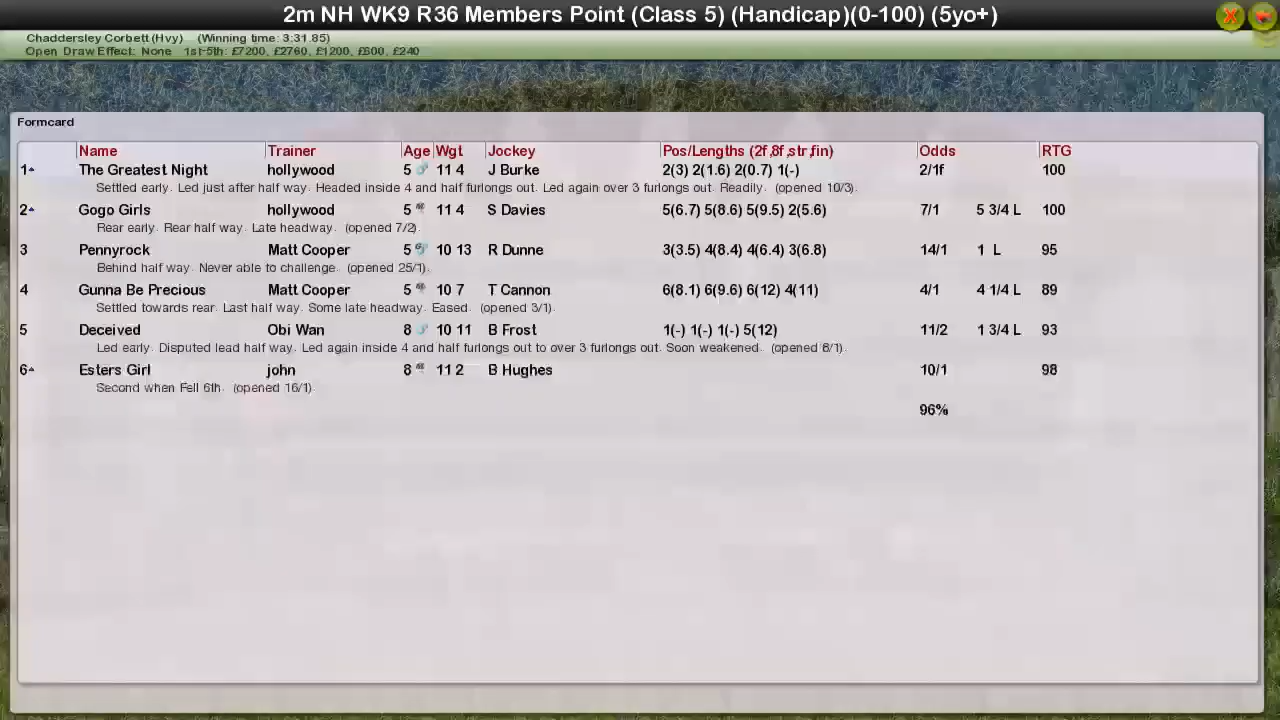 2m NH WK9 R36 Members Point (Class 5) (Handicap)(0-100) (5yo+)
Chaddersley Corbett (Hvy) (Winning time: 3:31.85)
Open Draw Effect: None 1st-5th: £7200, £2760, £1200, £600, £240
Formcard
Name Trainer Age Wgt Jockey Pos/Lengths (2f,8f,str,fin) Odds RTG
1 The Greatest Night hollywood 5 11 4 J Burke 2(3) 2(1.6) 2(0.7) 1(-) 2/1f 100
Settled early. Led just after half way. Headed inside 4 and half furlongs out. Led again over 3 furlongs out. Readily. (opened 10/3).
2 Gogo Girls hollywood 5 11 4 S Davies 5(6.7) 5(8.6) 5(9.5) 2(5.6) 7/1 5 3/4 L 100
Rear early. Rear half way. Late headway. (opened 7/2).
3 Pennyrock Matt Cooper 5 10 13 R Dunne 3(3.5) 4(8.4) 4(6.4) 3(6.8) 14/1 1 L 95
Behind half way. Never able to challenge. (opened 25/1).
4 Gunna Be Precious Matt Cooper 5 10 7 T Cannon 6(8.1) 6(9.6) 6(12) 4(11) 4/1 4 1/4 L 89
Settled towards rear. Last half way. Some late headway. Eased. (opened 3/1).
5 Deceived Obi Wan 8 10 11 B Frost 1(-) 1(-) 1(-) 5(12) 11/2 1 3/4 L 93
Led early. Disputed lead half way. Led again inside 4 and half furlongs out to over 3 furlongs out. Soon weakened. (opened 8/1).
6 Esters Girl john 8 11 2 B Hughes 10/1 98
Second when Fell 6th. (opened 16/1).
96%